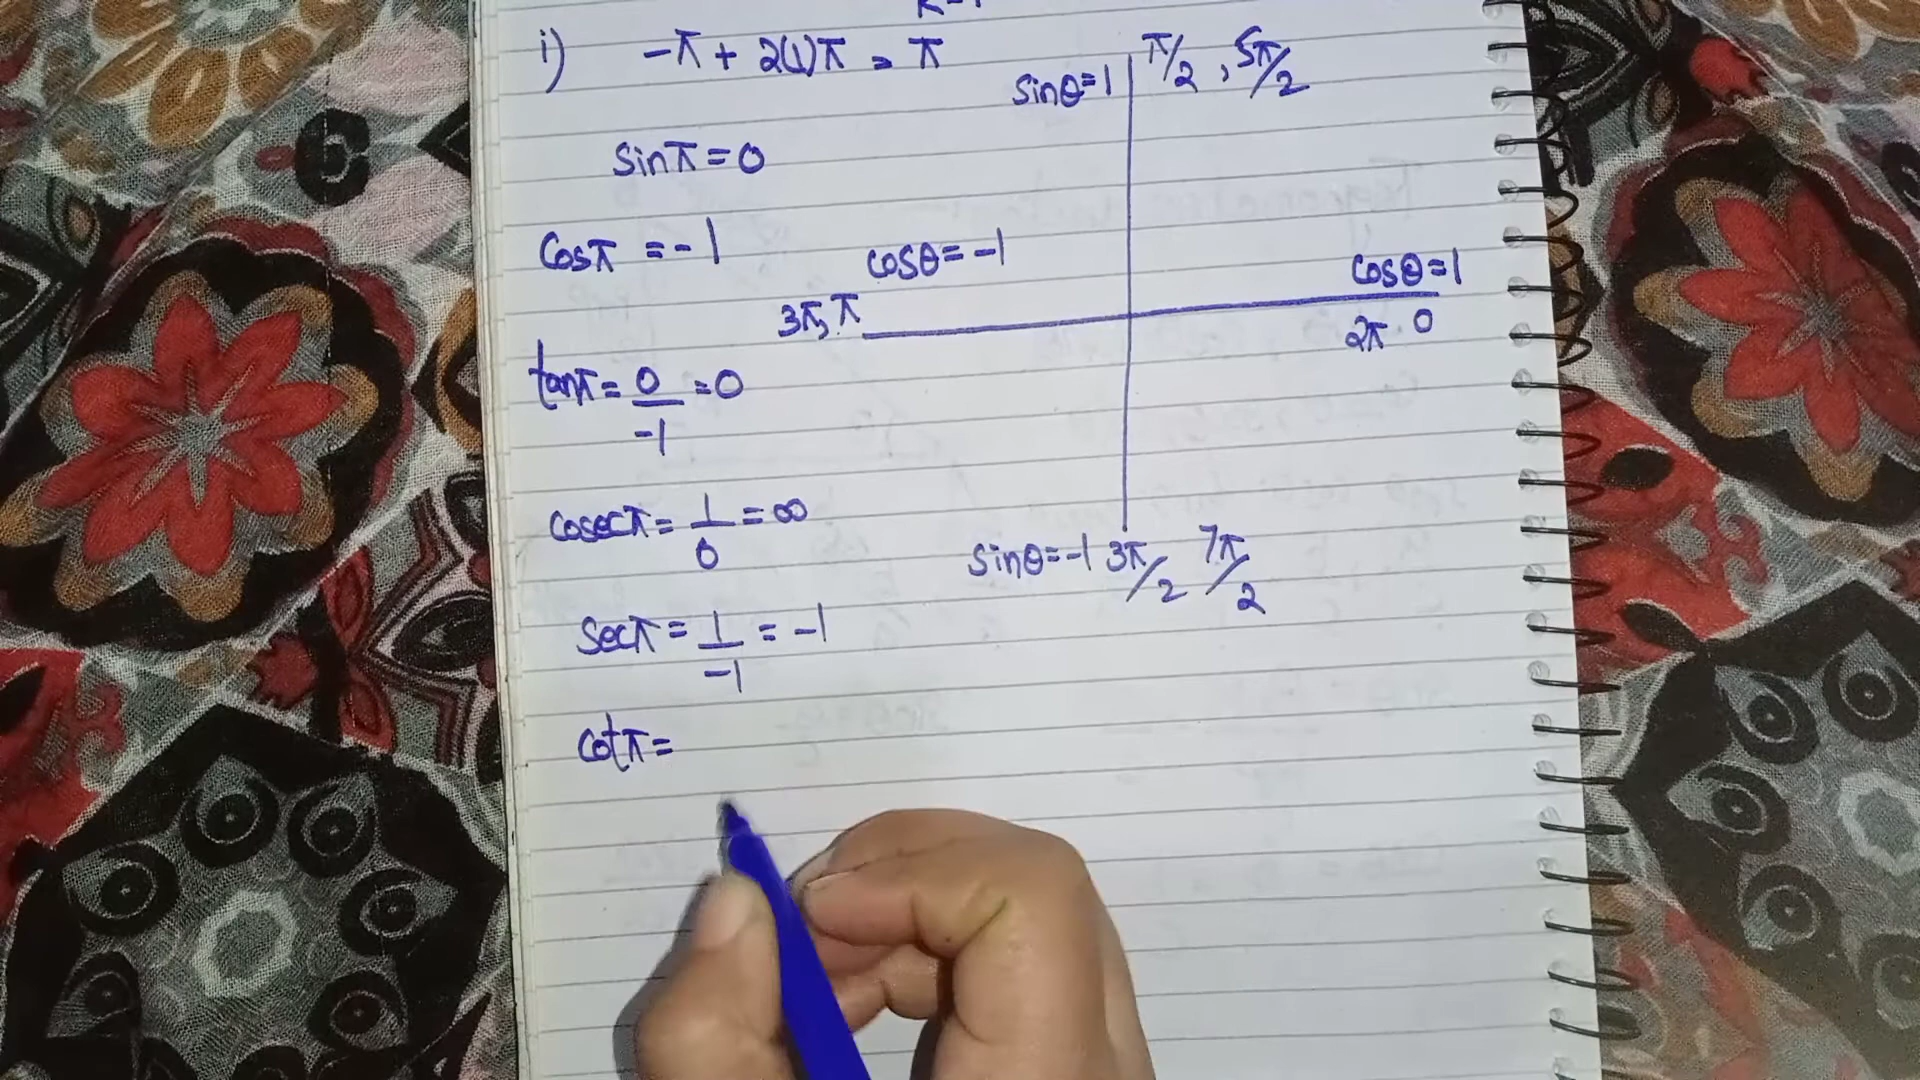 i) -π + 2(1)π = π
sinθ=1 π/2 , 5π/2
sinπ = 0
cosπ = -1
cosθ = -1
cosθ = 1
3π, π
2π 0
tanπ = 0/-1 = 0
cosecπ = 1/0 = ∞
sinθ = -1 3π/2 7π/2
secπ = 1/-1 = -1
cotπ =